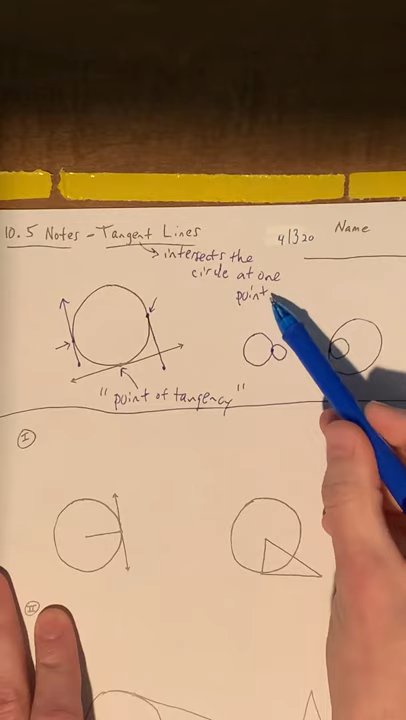 10.5 Notes - Tangent Lines
4/3 20
Name
intersects the
circle at one
point
"point of tangency"
I
II